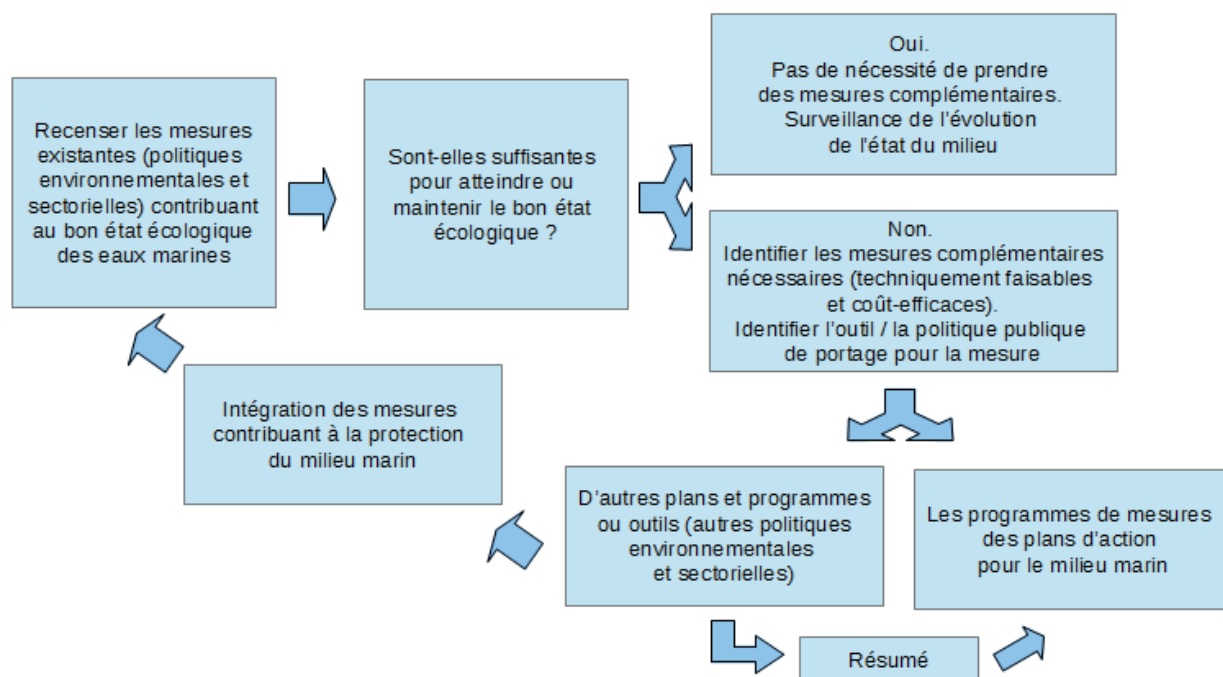 Recenser les mesures
existantes (politiques
environnementales et
sectorielles) contribuant
au bon état écologique
des eaux marines
Sont-elles suffisantes
pour atteindre ou
maintenir le bon état
écologique ?
Oui.
Pas de nécessité de prendre
des mesures complémentaires.
Surveillance de l'évolution
de l'état du milieu
Non.
Identifier les mesures complémentaires
nécessaires (techniquement faisables
et coût-efficaces).
Identifier l'outil / la politique publique
de portage pour la mesure
Intégration des mesures
contribuant à la protection
du milieu marin
D'autres plans et programmes
ou outils (autres politiques
environnementales
et sectorielles)
Les programmes de mesures
des plans d'action
pour le milieu marin
Résumé